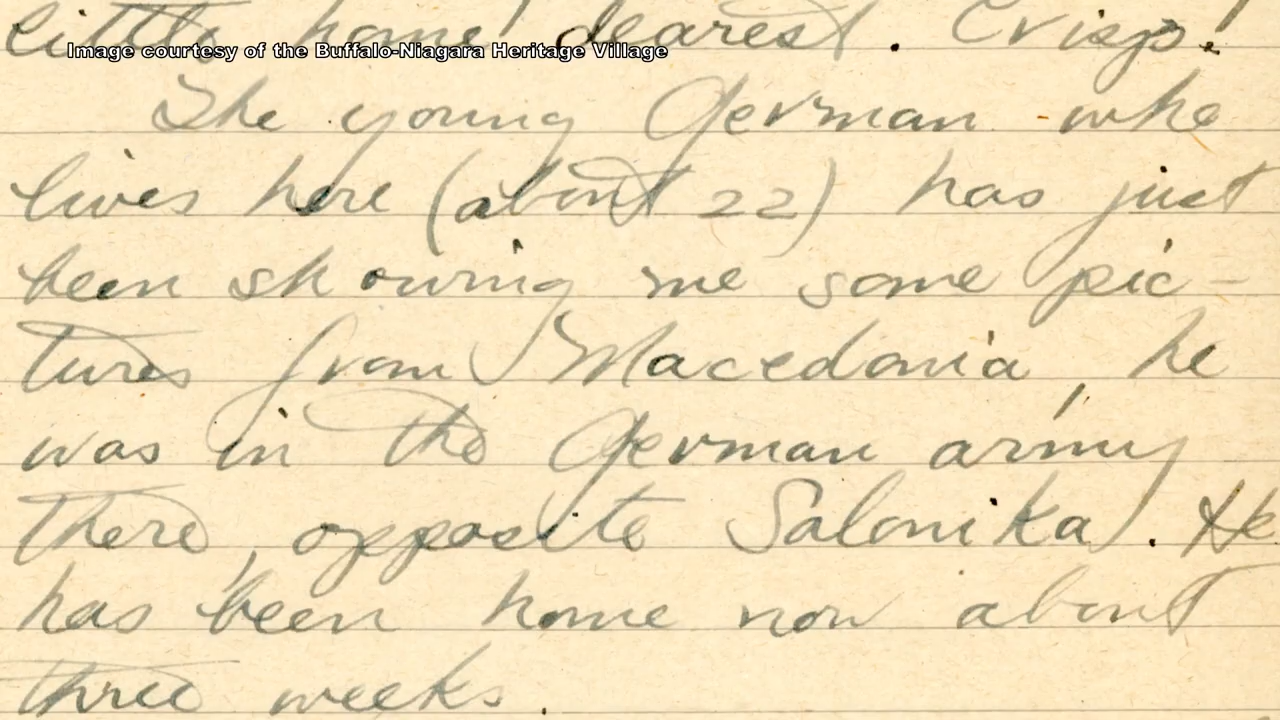 little home dearest. Crisp!
Image courtesy of the Buffalo-Niagara Heritage Village
The young German who
lives here (about 22) has just
been showing me some pic-
tures from Macedonia, he
was in the German army
there, opposite Salonika. He
has been home now about
three weeks.